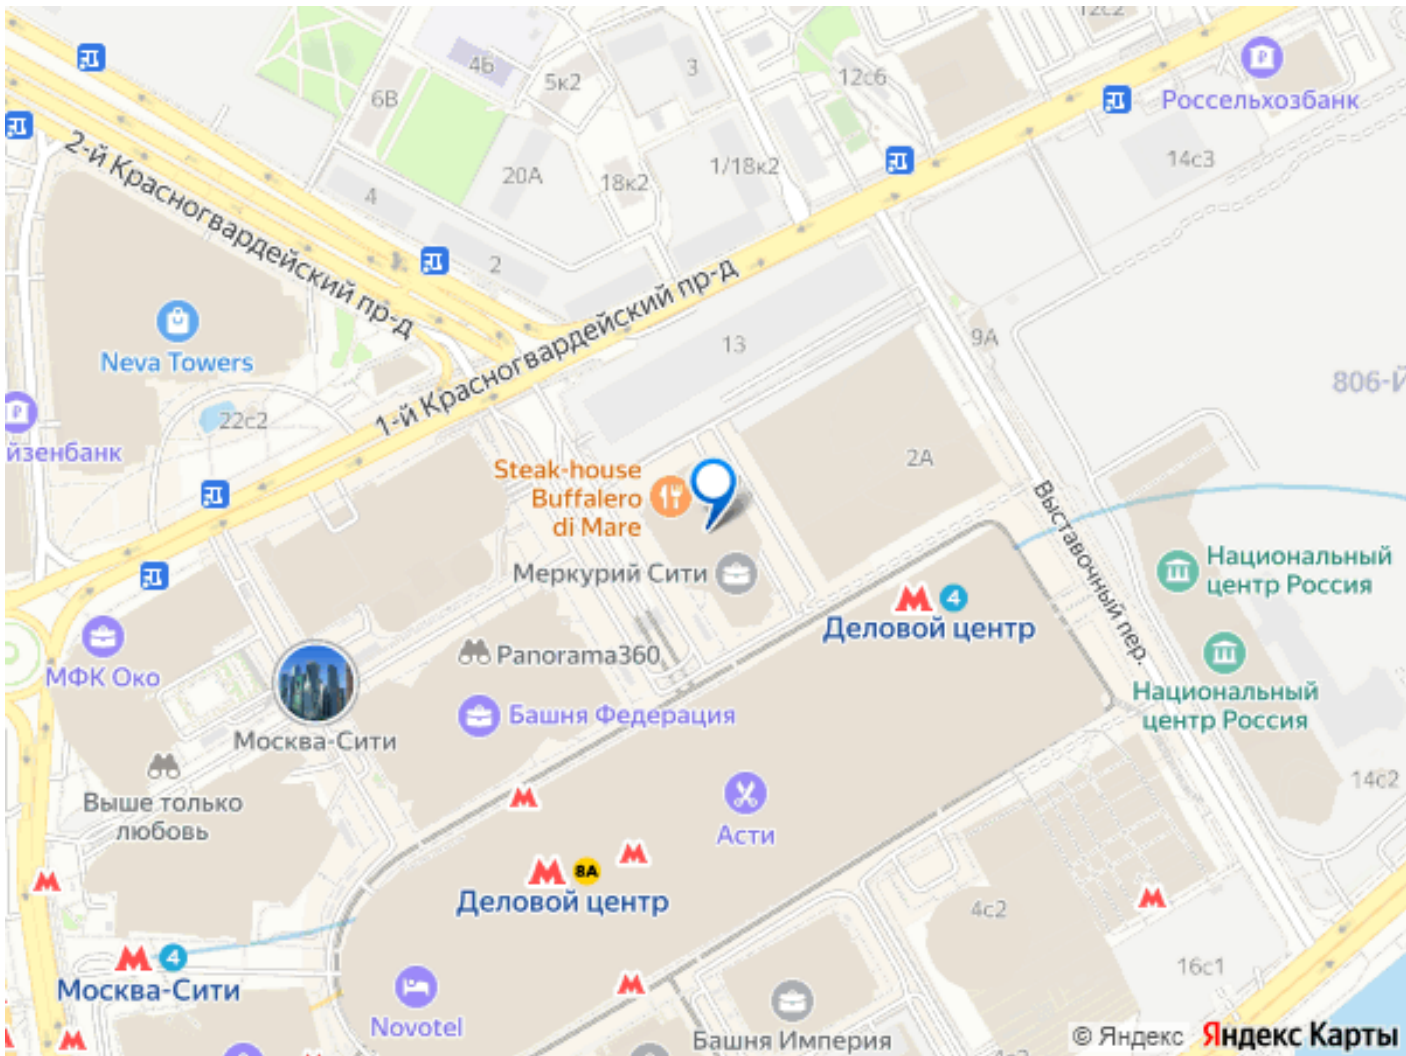 12с2
4Б
5к2
3
12с6
6В
Россельхозбанк
14с3
2-й Красногвардейский пр-д
20А
18к2
1/18к2
4
2
1-й Красногвардейский пр-д
13
9А
Neva Towers
806-Й
22с2
йзенбанк
Steak-house
Buffalero
di Mare
2А
Выставочный пер.
Меркурий Сити
Национальный
центр Россия
4
Деловой центр
Panorama360
МФК Око
Башня Федерация
Национальный
центр Россия
Москва-Сити
14с2
Выше только
любовь
Асти
8А
Деловой центр
4с2
4
Москва-Сити
16с1
Novotel
Башня Империя
© Яндекс Яндекс Карты